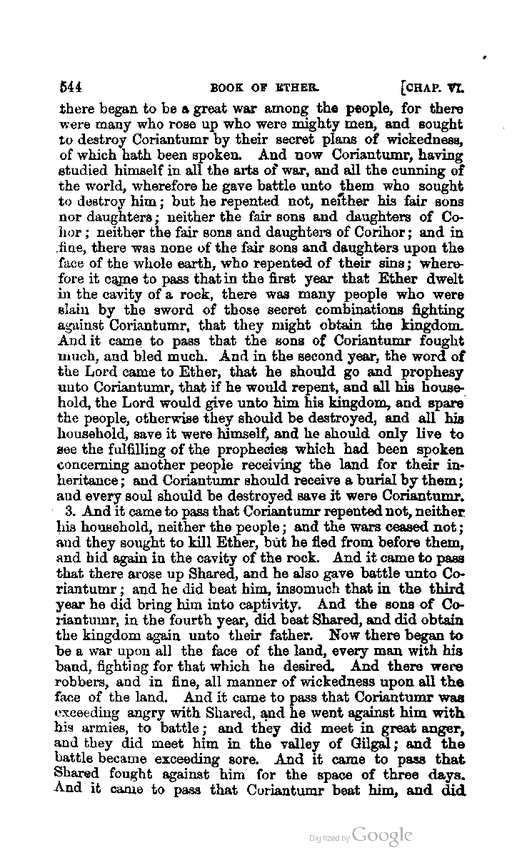 544 BOOK OF ETHER. [CHAP. VI.
there began to be a great war among the people, for there
were many who rose up who were mighty men, and sought
to destroy Coriantumr by their secret plans of wickedness,
of which hath been spoken. And now Coriantumr, having
studied himself in all the arts of war, and all the cunning of
the world, wherefore he gave battle unto them who sought
to destroy him; but he repented not, neither his fair sons
nor daughters; neither the fair sons and daughters of Co-
hor; neither the fair sons and daughters of Corihor; and in
fine, there was none of the fair sons and daughters upon the
face of the whole earth, who repented of their sins; where-
fore it came to pass that in the first year that Ether dwelt
in the cavity of a rock, there was many people who were
slain by the sword of those secret combinations fighting
against Coriantumr, that they might obtain the kingdom.
And it came to pass that the sons of Coriantumr fought
much, and bled much. And in the second year, the word of
the Lord came to Ether, that he should go and prophesy
unto Coriantumr, that if he would repent, and all his house-
hold, the Lord would give unto him his kingdom, and spare
the people, otherwise they should be destroyed, and all his
household, save it were himself, and he should only live to
see the fulfilling of the prophecies which had been spoken
concerning another people receiving the land for their in-
heritance; and Coriantumr should receive a burial by them;
and every soul should be destroyed save it were Coriantumr.
3. And it came to pass that Coriantumr repented not, neither
his household, neither the people; and the wars ceased not;
and they sought to kill Ether, but he fled from before them,
and hid again in the cavity of the rock. And it came to pass
that there arose up Shared, and he also gave battle unto Co-
riantumr; and he did beat him, insomuch that in the third
year he did bring him into captivity. And the sons of Co-
riantumr, in the fourth year, did beat Shared, and did obtain
the kingdom again unto their father. Now there began to
be a war upon all the face of the land, every man with his
band, fighting for that which he desired. And there were
robbers, and in fine, all manner of wickedness upon all the
face of the land. And it came to pass that Coriantumr was
exceeding angry with Shared, and he went against him with
his armies, to battle; and they did meet in great anger,
and they did meet him in the valley of Gilgal; and the
battle became exceeding sore. And it came to pass that
Shared fought against him for the space of three days.
And it came to pass that Coriantumr beat him, and did
Digitized by Google